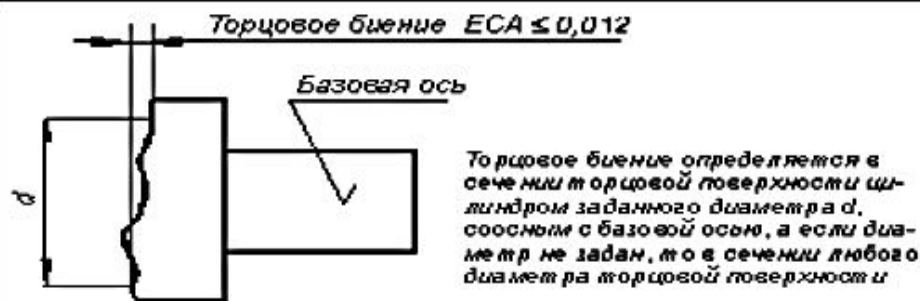 Торцовое биение ECA ≤ 0,012
Базовая ось
d
Торцовое биение определяется в
сечении торцовой поверхности ци-
линдром заданного диаметра d,
соосным с базовой осью, а если диа-
метр не задан, то в сечении любого
диаметра торцовой поверхности